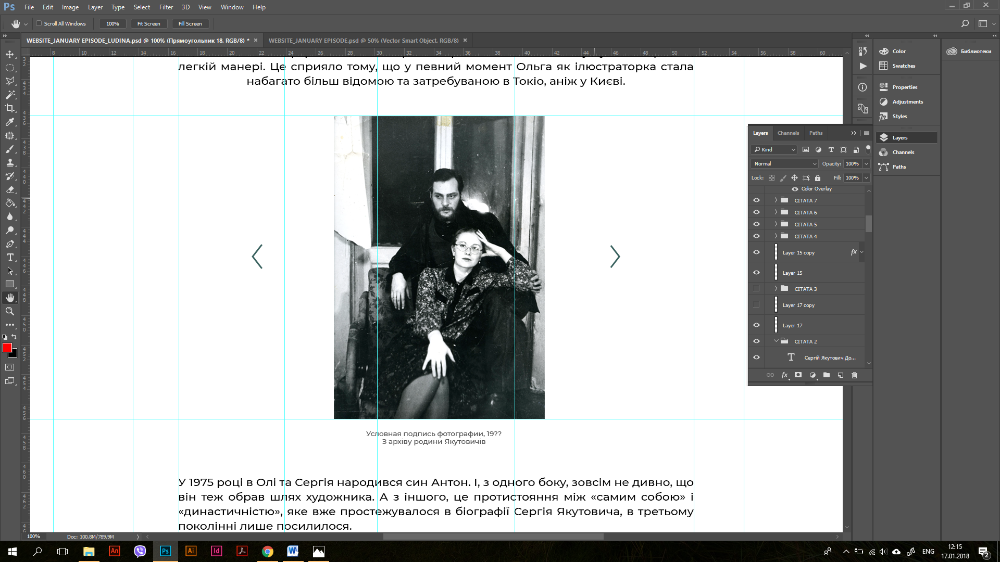 Ps File Edit Image Layer Type Select Filter 3D View Window Help
Scroll All Windows 100% Fit Screen Fill Screen
WEBSITE_JANUARY EPISODE_LUDINA.psd @ 100% (Прямоугольник 18, RGB/8) * × WEBSITE_JANUARY EPISODE.psd @ 50% (Vector Smart Object, RGB/8) ×
8 10 12 14 16 18 20 22 24 26 28 30 32 34 36 38 40 42 44 46 48 50 52 54 56 58 60
легкій манері. Це сприяло тому, що у певний момент Ольга як ілюстраторка стала
набагато більш відомою та затребуваною в Токіо, аніж у Києві.
Условная подпись фотографии, 19??
З архіву родини Якутовичів
У 1975 році в Олі та Сергія народився син Антон. І, з одного боку, зовсім не дивно, що
він теж обрав шлях художника. А з іншого, це протистояння між «самим собою» і
«династичністю», яке вже простежувалося в біографії Сергія Якутовича, в третьому
поколінні лише посилилося.
Color
Swatches
Properties
Adjustments
Styles
Layers
Channels
Paths
Библиотеки
Layers Channels Paths
Kind
Normal Opacity: 100%
Lock: Fill: 100%
Color Overlay
CITATA 7
CITATA 6
CITATA 5
CITATA 4
Layer 15 copy fx
Layer 15
CITATA 3
Layer 17 copy
Layer 17
CITATA 2
Сергій Якутович До...
fx
100% Doc: 100,8M/789,9M
An Ps Ai Id W
ENG
12:15
17.01.2018
2